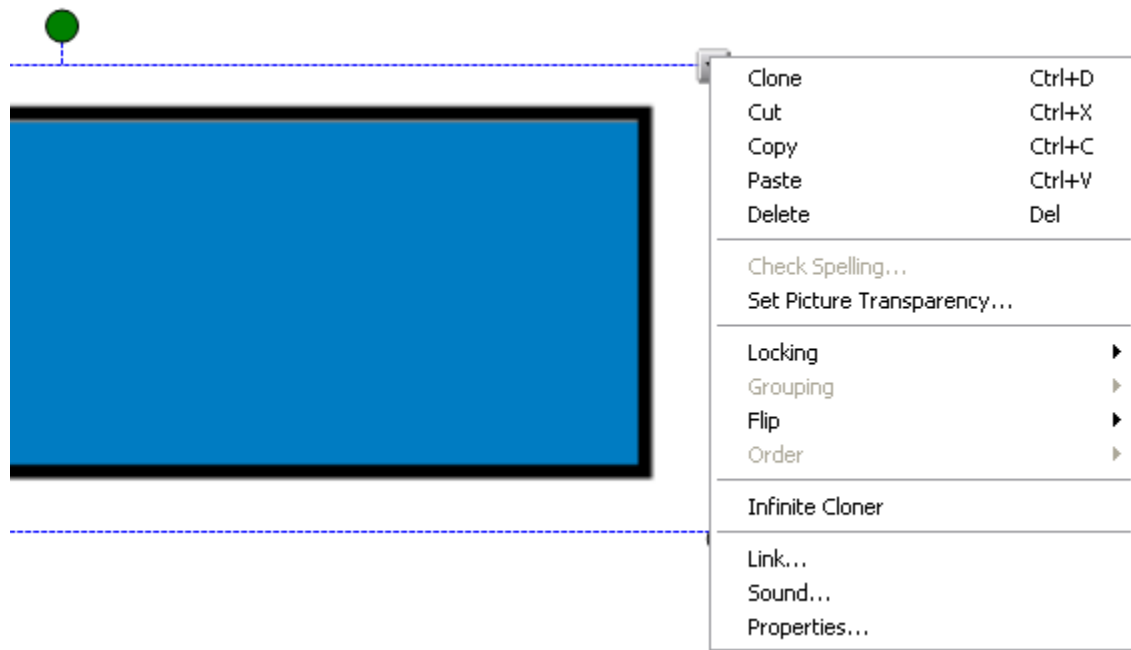 Clone Ctrl+D
Cut Ctrl+X
Copy Ctrl+C
Paste Ctrl+V
Delete Del
Check Spelling...
Set Picture Transparency...
Locking
Grouping
Flip
Order
Infinite Cloner
Link...
Sound...
Properties...